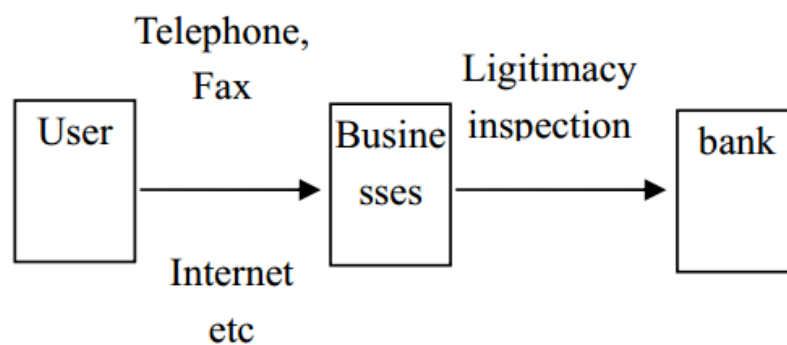 Telephone,
Fax
User
Internet
etc
Busine
sses
Ligitimacy
inspection
bank